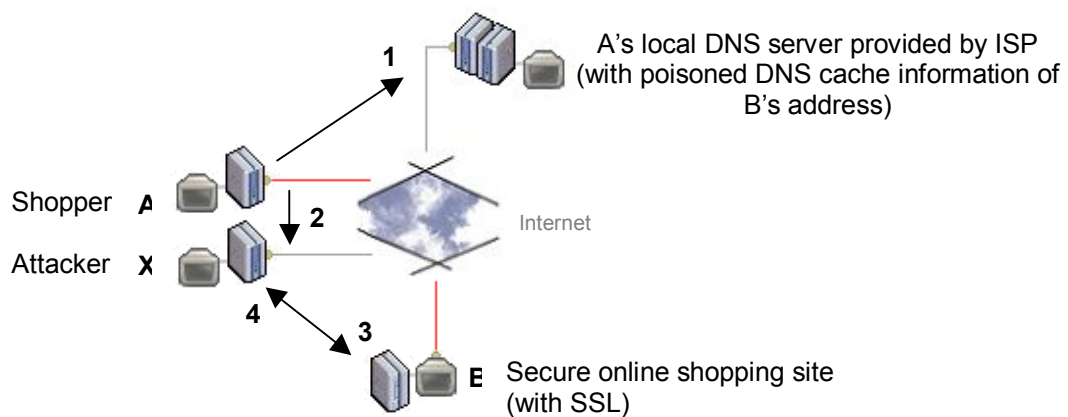 1
A's local DNS server provided by ISP
(with poisoned DNS cache information of
B's address)
Shopper A
2
Internet
Attacker X
4
3
B Secure online shopping site
(with SSL)